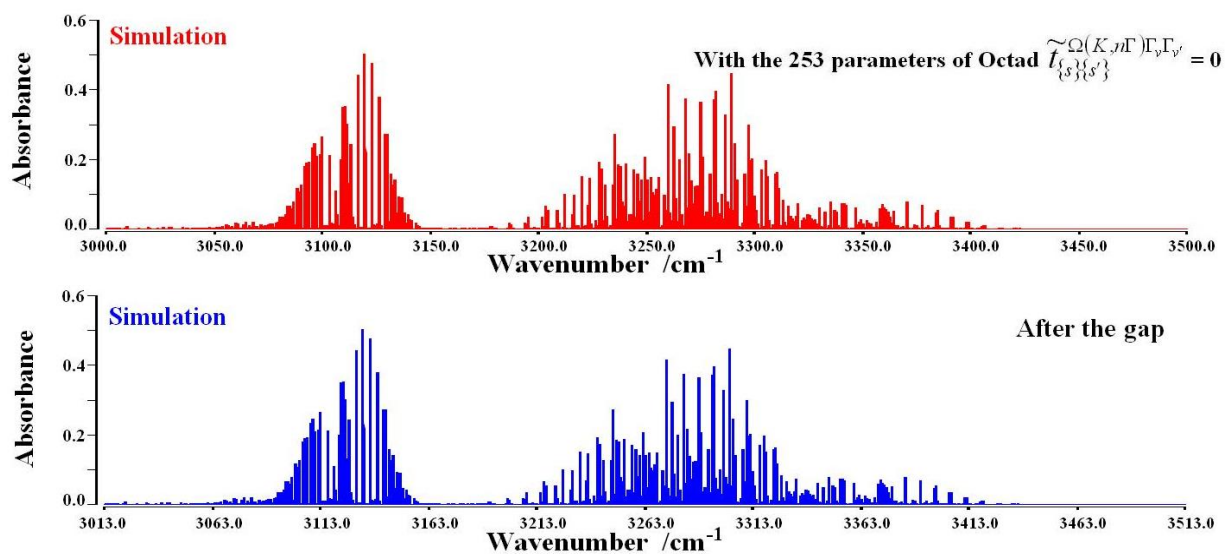 0.6
Simulation
With the 253 parameters of Octad t̃^Ω(K,nΓ)Γ_vΓ_v'_{s}{s'} = 0
0.4
Absorbance
0.2
0.0
3000.0 3050.0 3100.0 3150.0 3200.0 3250.0 3300.0 3350.0 3400.0 3450.0 3500.0
Wavenumber /cm⁻¹
0.6
Simulation
After the gap
0.4
Absorbance
0.2
0.0
3013.0 3063.0 3113.0 3163.0 3213.0 3263.0 3313.0 3363.0 3413.0 3463.0 3513.0
Wavenumber /cm⁻¹